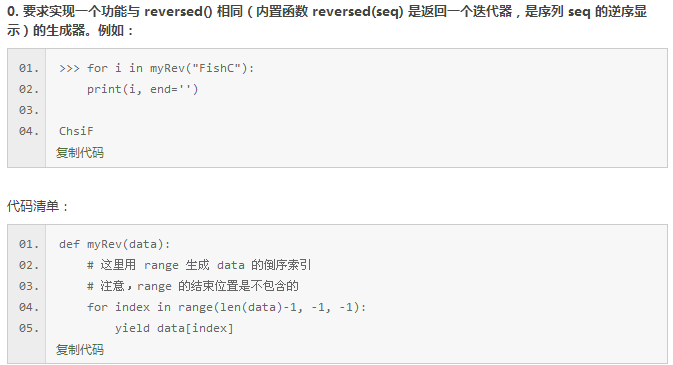 0. 要求实现一个功能与 reversed() 相同（内置函数 reversed(seq) 是返回一个迭代器，是序列 seq 的逆序显
示）的生成器。例如：
01. >>> for i in myRev("FishC"):
02.     print(i, end='')
03.
04. ChsiF
复制代码
代码清单：
01. def myRev(data):
02.     # 这里用 range 生成 data 的倒序索引
03.     # 注意，range 的结束位置是不包含的
04.     for index in range(len(data)-1, -1, -1):
05.         yield data[index]
复制代码